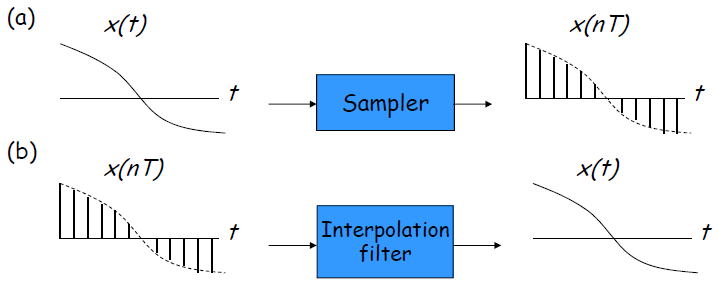 (a)
x(t)
t
Sampler
x(nT)
t
(b)
x(nT)
t
Interpolation
filter
x(t)
t